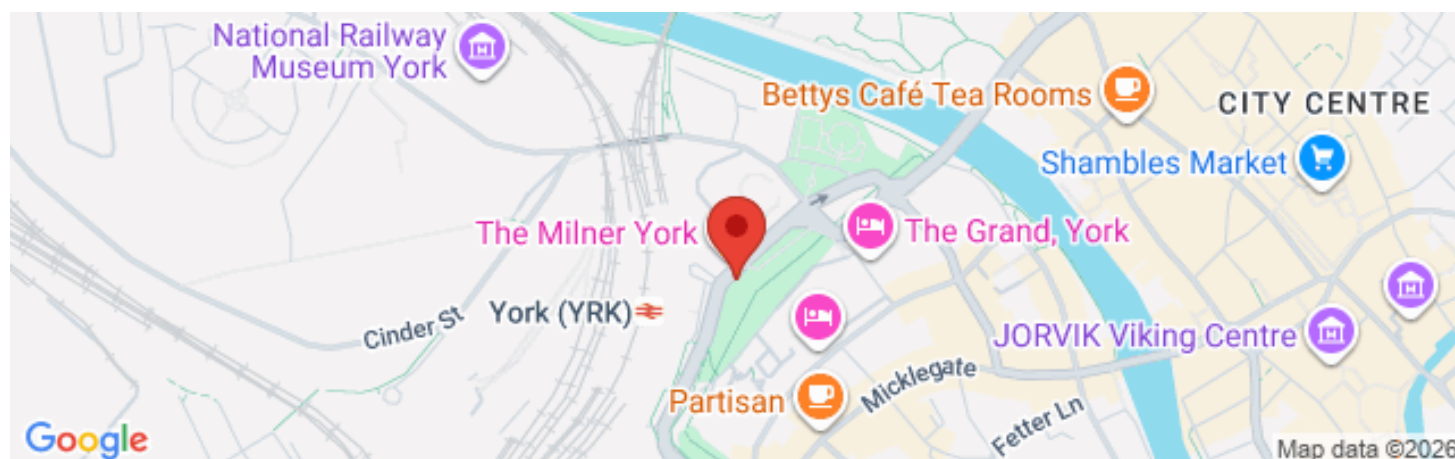 National Railway
Museum York
Bettys Café Tea Rooms
CITY CENTRE
Shambles Market
The Milner York
The Grand, York
York (YRK)
Cinder St
JORVIK Viking Centre
Micklegate
Partisan
Fetter Ln
Google
Map data ©2026